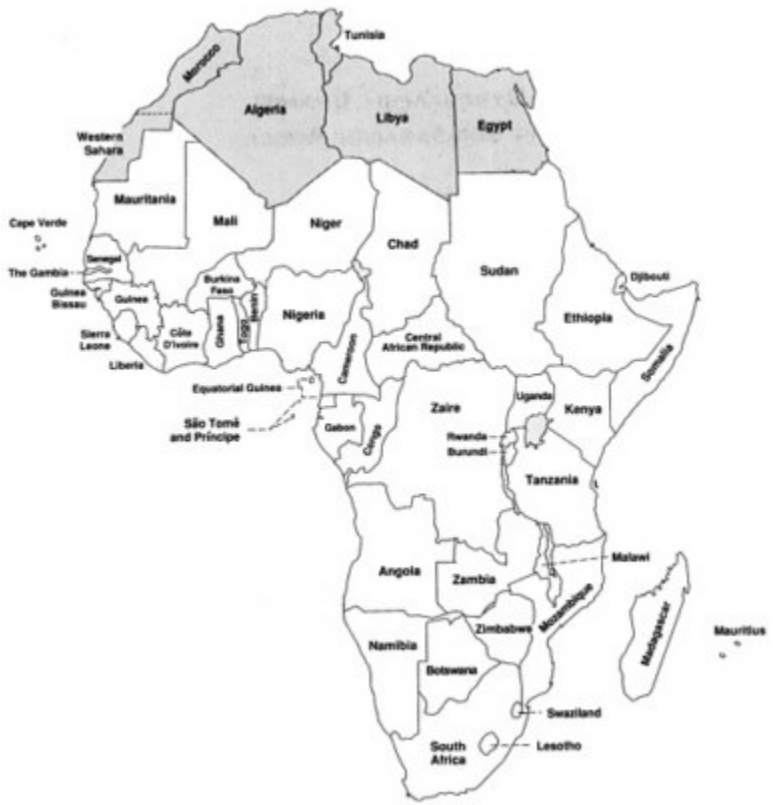 Tunisia
Morocco
Algeria
Libya
Egypt
Western
Sahara
Mauritania
Mali
Niger
Chad
Sudan
Cape Verde
Senegal
The Gambia
Guinea
Bissau
Guinea
Burkina
Faso
Djibouti
Sierra
Leone
Liberia
Côte
D'Ivoire
Ghana
Togo
Benin
Nigeria
Cameroon
Central
African Republic
Ethiopia
Somalia
Equatorial Guinea
São Tomé
and Príncipe
Gabon
Congo
Zaire
Uganda
Kenya
Rwanda
Burundi
Tanzania
Angola
Zambia
Malawi
Mozambique
Zimbabwe
Namibia
Botswana
Madagascar
Mauritius
Swaziland
South
Africa
Lesotho